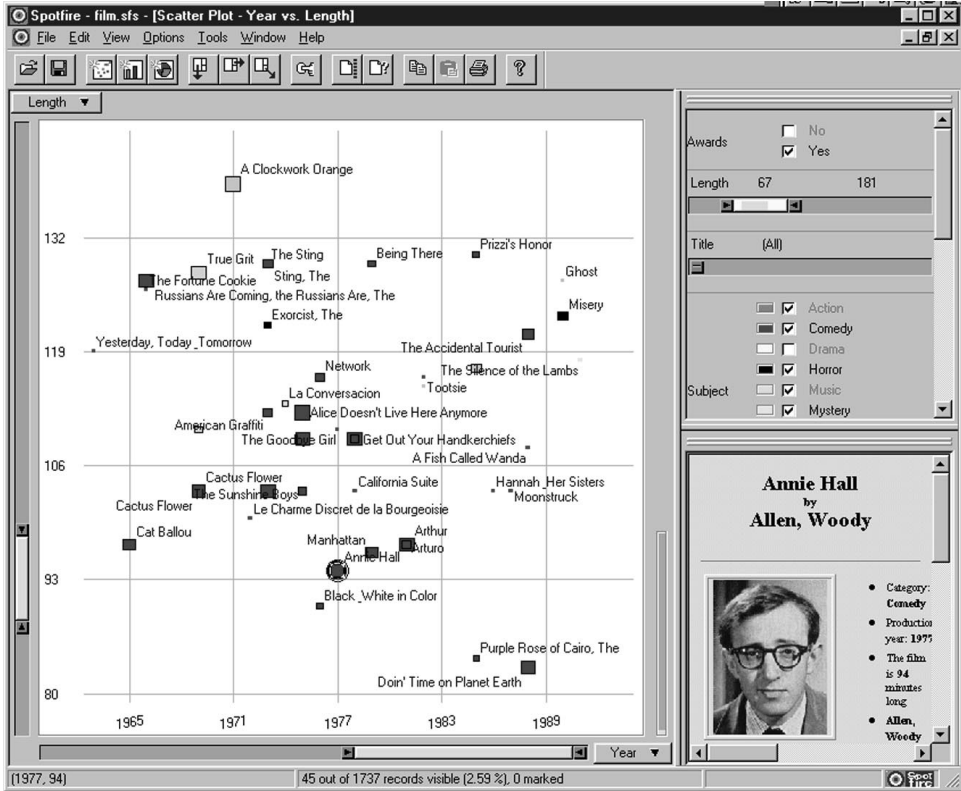 Spotfire - film.sfs - [Scatter Plot - Year vs. Length]
File Edit View Options Tools Window Help
Length
A Clockwork Orange
132
Prizzi's Honor
The Sting
Being There
True Grit
Sting, The
Ghost
The Fortune Cookie
Russians Are Coming, the Russians Are, The
Misery
Exorcist, The
Yesterday, Today _Tomorrow
The Accidental Tourist
119
Network
The Silence of the Lambs
Tootsie
La Conversacion
Alice Doesn't Live Here Anymore
American Graffiti
The Goodbye Girl
Get Out Your Handkerchiefs
A Fish Called Wanda
106
Cactus Flower
California Suite
Hannah _Her Sisters
The Sunshine Boys
Moonstruck
Cactus Flower
Le Charme Discret de la Bourgeoisie
Cat Ballou
Arthur
Manhattan
Arturo
Annie Hall
93
Black _White in Color
Purple Rose of Cairo, The
Doin' Time on Planet Earth
80
1965 1971 1977 1983 1989
Year
Awards
No
Yes
Length 67 181
Title (All)
Subject
Action
Comedy
Drama
Horror
Music
Mystery
Annie Hall
by
Allen, Woody
Category:
Comedy
Production
year: 1977
The film
is 94
minutes
long
Allen,
Woody
(1977, 94)
45 out of 1737 records visible (2.59 %), 0 marked
Spot
fire